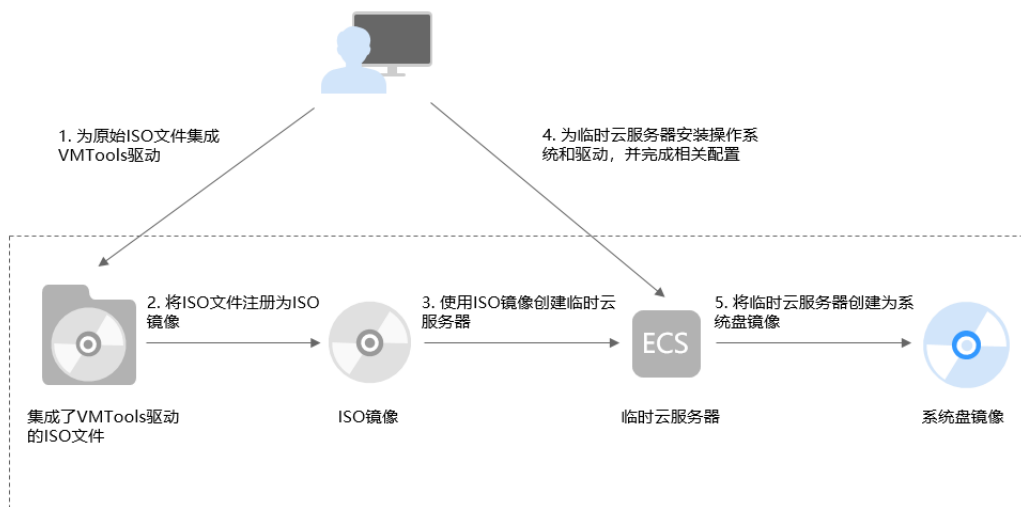 1. 为原始ISO文件集成
VMTools驱动
4. 为临时云服务器安装操作系
统和驱动，并完成相关配置
2. 将ISO文件注册为ISO
镜像
3. 使用ISO镜像创建临时云
服务器
5. 将临时云服务器创建为系
统盘镜像
ECS
集成了VMTools驱动
的ISO文件
ISO镜像
临时云服务器
系统盘镜像